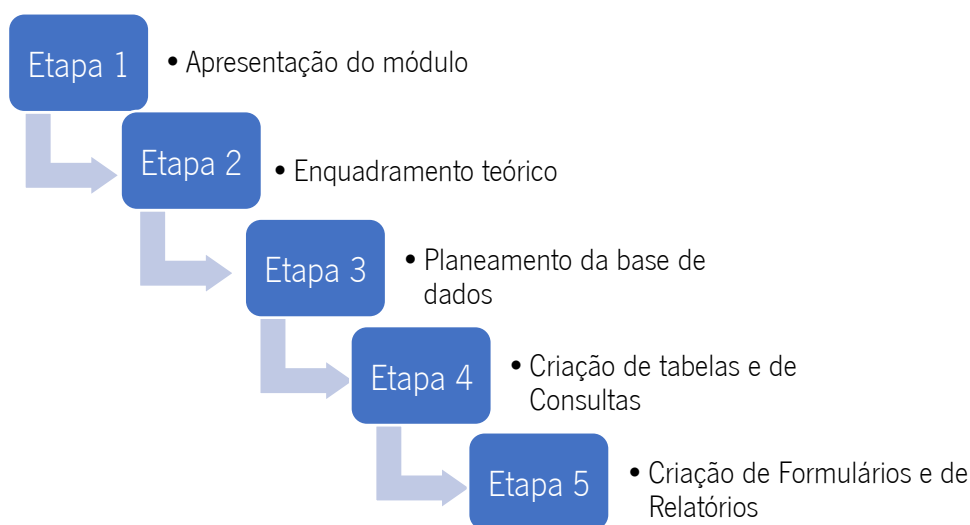 Etapa 1
• Apresentação do módulo
Etapa 2
• Enquadramento teórico
Etapa 3
• Planeamento da base de
dados
Etapa 4
• Criação de tabelas e de
Consultas
Etapa 5
• Criação de Formulários e de
Relatórios